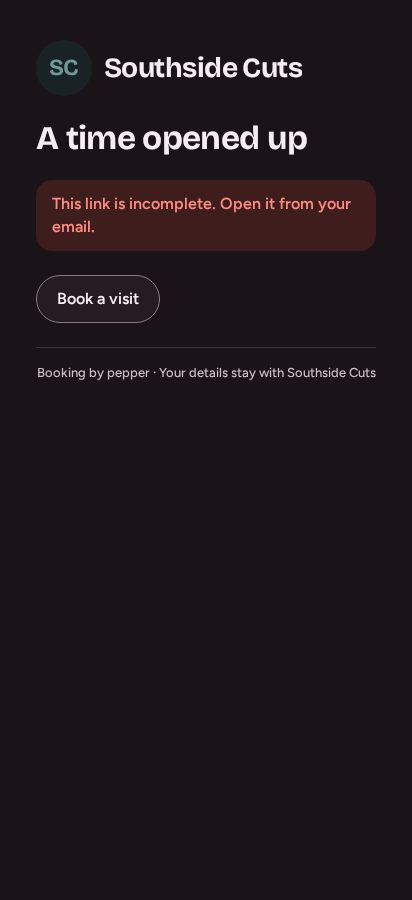 SC
Southside Cuts
A time opened up
This link is incomplete. Open it from your
email.
Book a visit
Booking by pepper · Your details stay with Southside Cuts